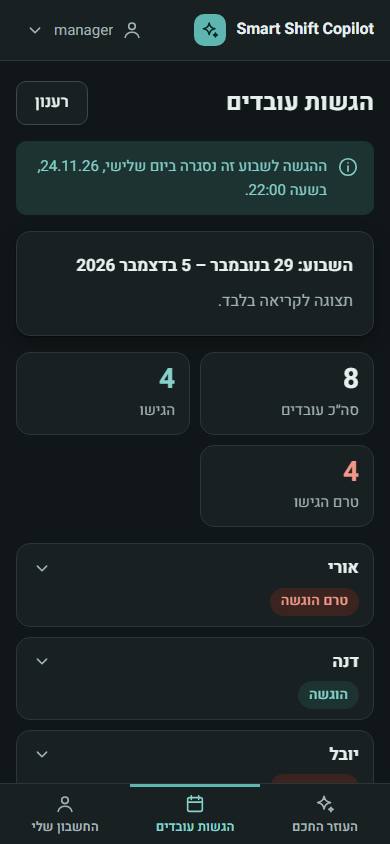 Smart Shift Copilot
manager
הגשות עובדים
רענון
ההגשה לשבוע זה נסגרה ביום שלישי, 24.11.26,
בשעה 22:00.
השבוע: 29 בנובמבר – 5 בדצמבר 2026
תצוגה לקריאה בלבד.
8
סה"כ עובדים
4
הגישו
4
טרם הגישו
אורי
טרם הוגשה
דנה
הוגשה
יובל
העוזר החכם
הגשות עובדים
החשבון שלי